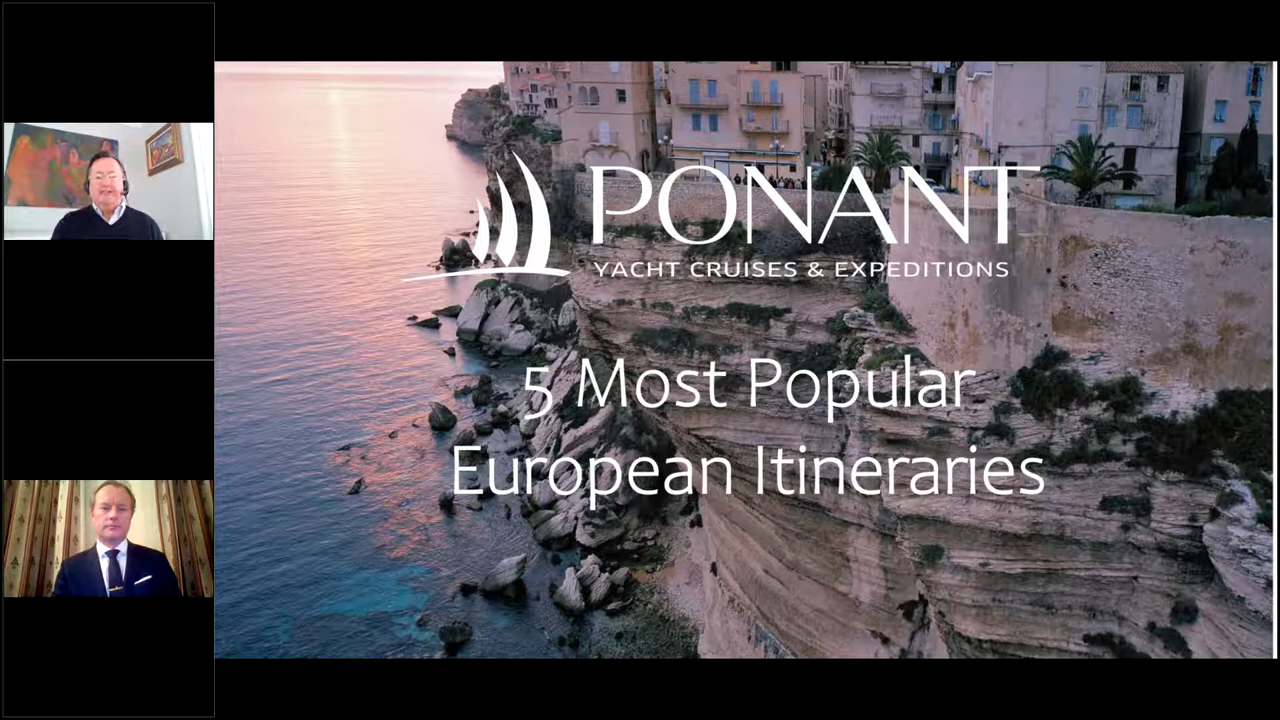 PONANT
YACHT CRUISES & EXPEDITIONS
5 Most Popular
European Itineraries